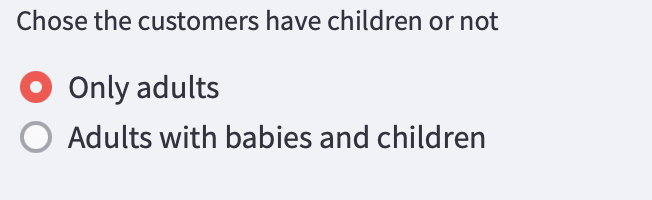 Chose the customers have children or not
Only adults
Adults with babies and children